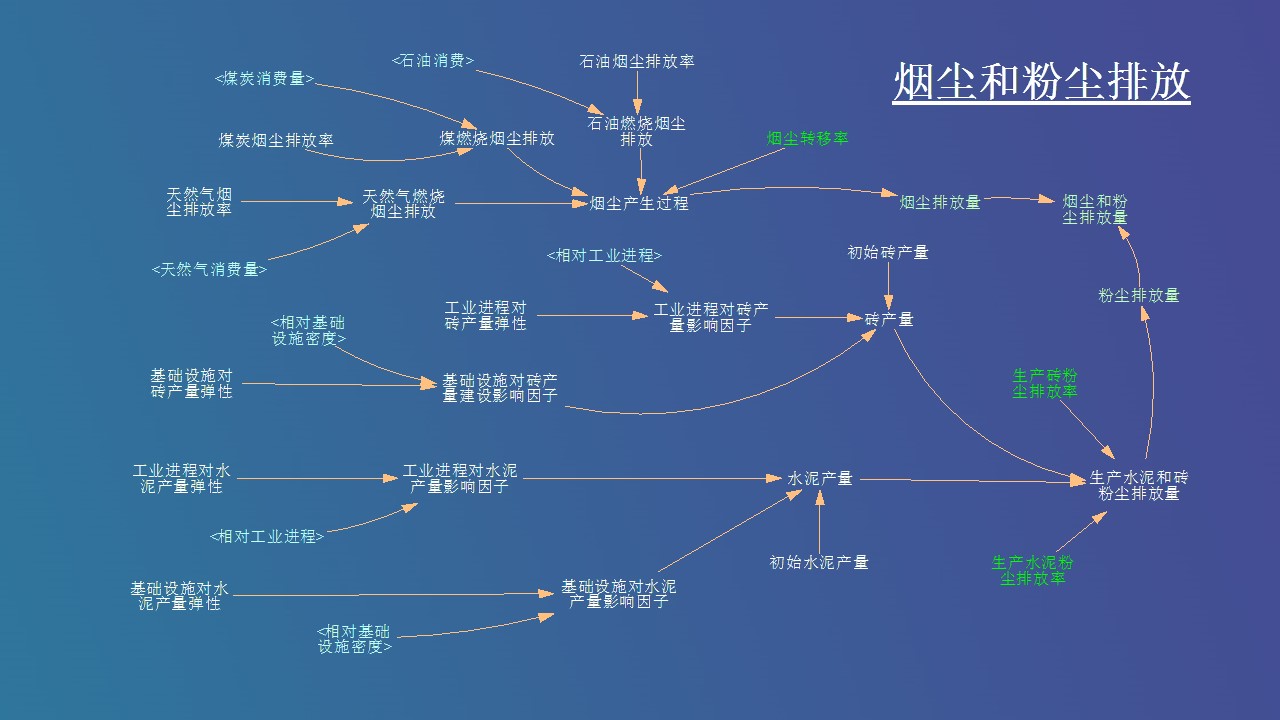 烟尘和粉尘排放
<石油消费>
石油烟尘排放率
<煤炭消费量>
煤炭烟尘排放率
煤燃烧烟尘排放
石油燃烧烟尘
排放
烟尘转移率
天然气烟
尘排放率
天然气燃烧
烟尘排放
烟尘产生过程
烟尘排放量
烟尘和粉
尘排放量
<天然气消费量>
<相对工业进程>
初始砖产量
粉尘排放量
工业进程对
砖产量弹性
工业进程对砖产
量影响因子
砖产量
<相对基础
设施密度>
基础设施对
砖产量弹性
基础设施对砖产
量建设影响因子
生产砖粉
尘排放率
工业进程对水
泥产量弹性
工业进程对水泥
产量影响因子
水泥产量
生产水泥和砖
粉尘排放量
<相对工业进程>
初始水泥产量
生产水泥粉
尘排放率
基础设施对水
泥产量弹性
基础设施对水泥
产量影响因子
<相对基础
设施密度>